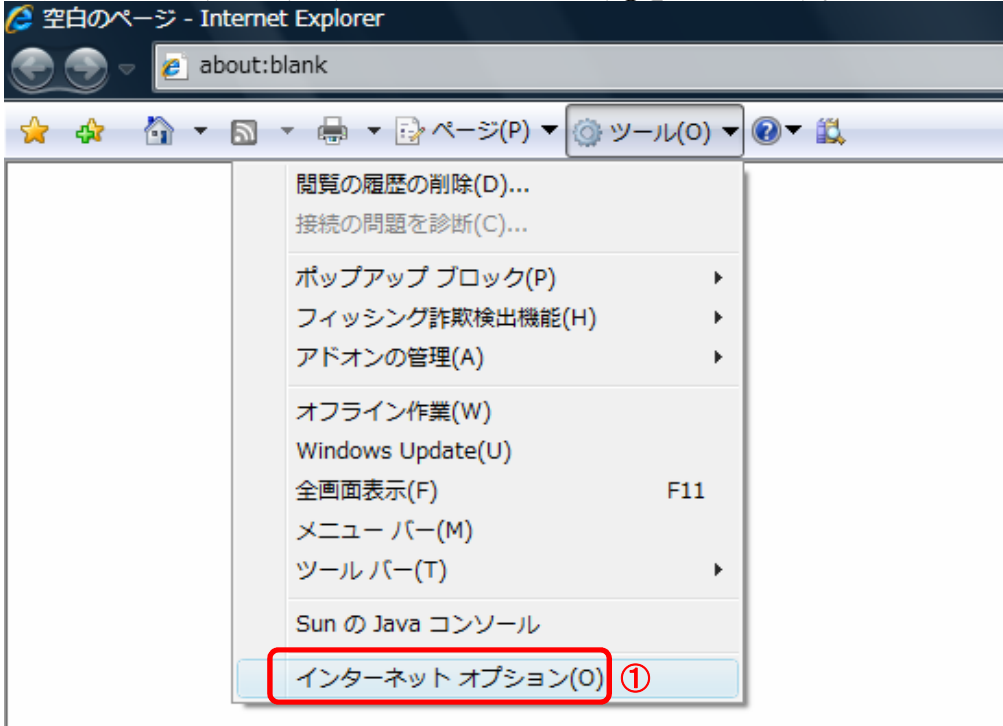 空白のページ - Internet Explorer
about:blank
ページ(P) ツール(O)
閲覧の履歴の削除(D)...
接続の問題を診断(C)...
ポップアップ ブロック(P)
フィッシング詐欺検出機能(H)
アドオンの管理(A)
オフライン作業(W)
Windows Update(U)
全画面表示(F) F11
メニュー バー(M)
ツール バー(T)
Sun の Java コンソール
インターネット オプション(O) ①